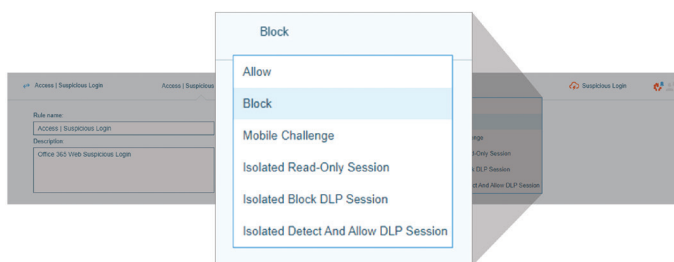 Block
Allow
Block
Mobile Challenge
Isolated Read-Only Session
Isolated Block DLP Session
Isolated Detect And Allow DLP Session
Access | Suspicious Login
Access | Suspicious
Suspicious Login
Rule name:
Access | Suspicious Login
Description:
Office 365 Web Suspicious Login
d-Only Session
DLP Session
ct And Allow DLP Session